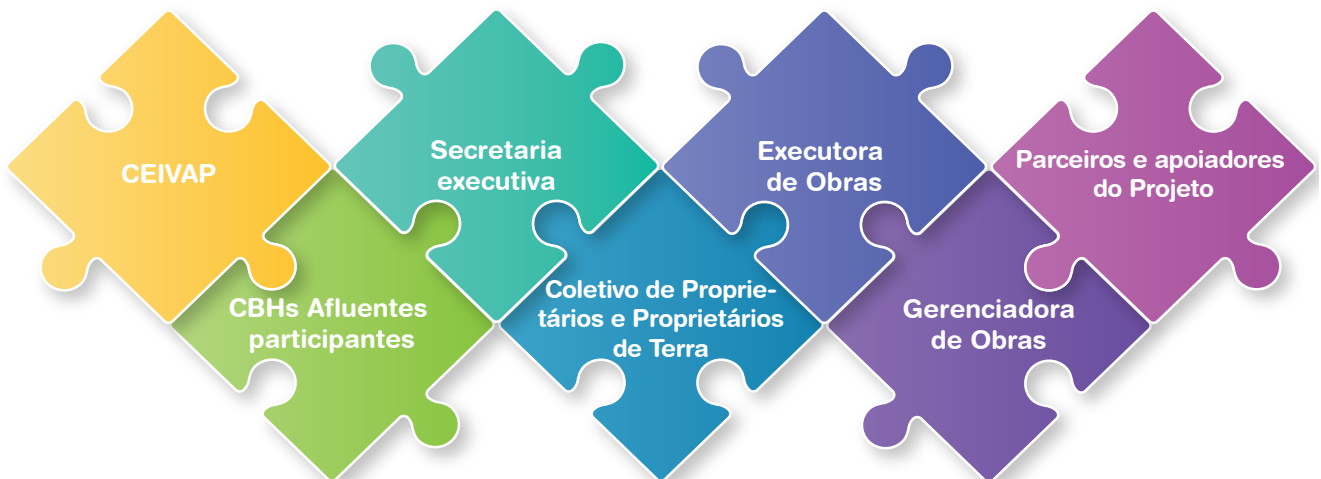 CEIVAP
CBHs Afluentes
participantes
Secretaria
executiva
Coletivo de Proprie-
tários e Proprietários
de Terra
Executora
de Obras
Gerenciadora
de Obras
Parceiros e apoiadores
do Projeto